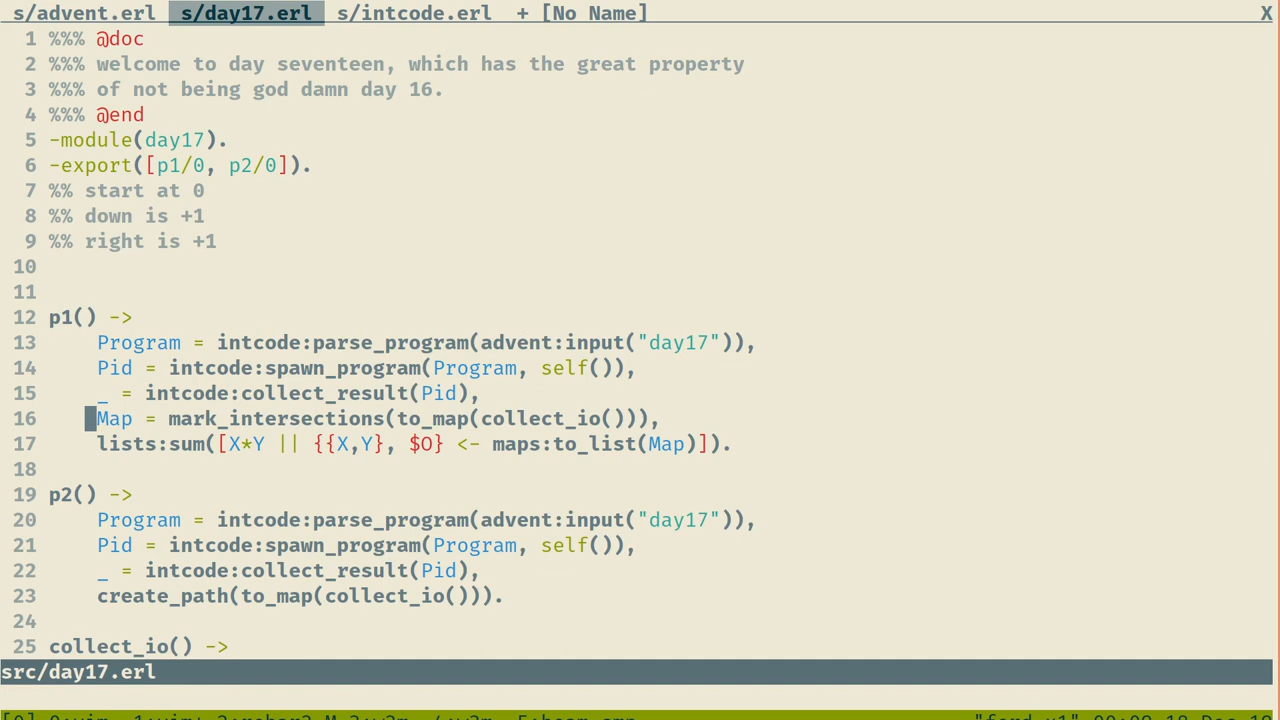 s/advent.erl  s/day17.erl  s/intcode.erl  + [No Name] X
1 %%% @doc
2 %%% welcome to day seventeen, which has the great property
3 %%% of not being god damn day 16.
4 %%% @end
5 -module(day17).
6 -export([p1/0, p2/0]).
7 %% start at 0
8 %% down is +1
9 %% right is +1
10
11
12 p1() ->
13     Program = intcode:parse_program(advent:input("day17")),
14     Pid = intcode:spawn_program(Program, self()),
15     _ = intcode:collect_result(Pid),
16     Map = mark_intersections(to_map(collect_io())),
17     lists:sum([X*Y || {{X,Y}, $O} <- maps:to_list(Map)]).
18
19 p2() ->
20     Program = intcode:parse_program(advent:input("day17")),
21     Pid = intcode:spawn_program(Program, self()),
22     _ = intcode:collect_result(Pid),
23     create_path(to_map(collect_io())).
24
25 collect_io() ->
src/day17.erl